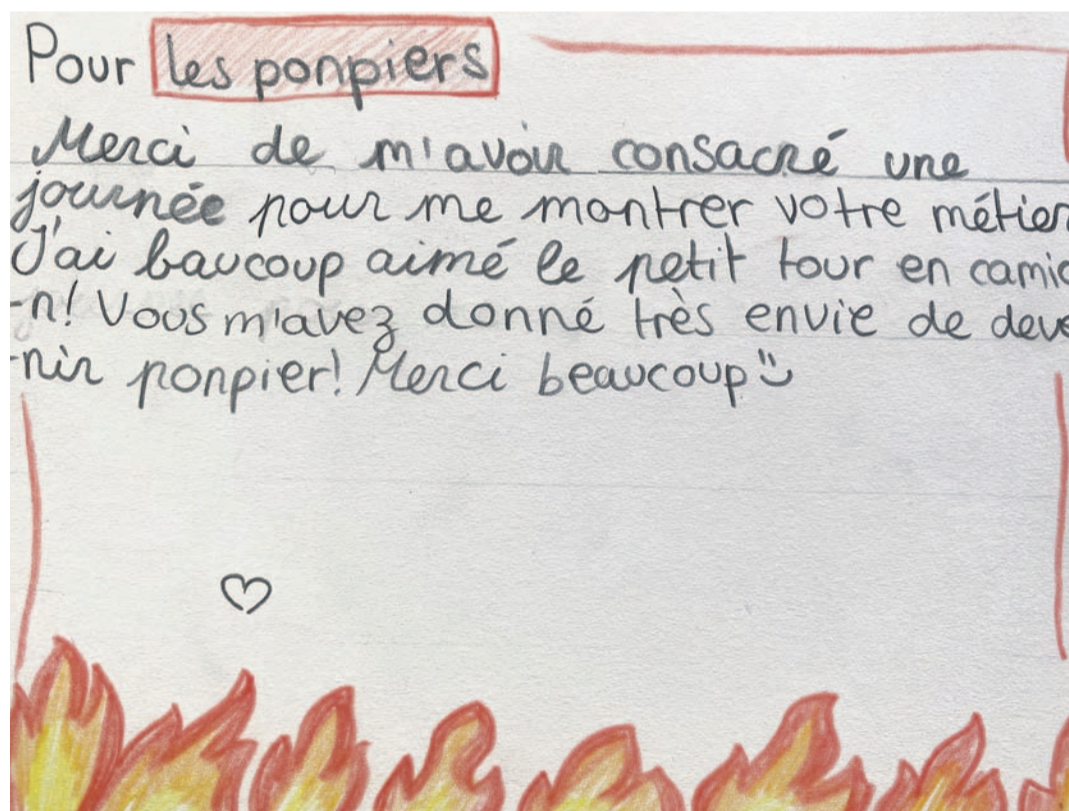 Pour les ponpiers
Merci de m'avoir consacré une
journée pour me montrer votre métier
J'ai baucoup aimé le petit tour en camio
-n! Vous m'avez donné très envie de deve
-nir ponpier! Merci beaucoup